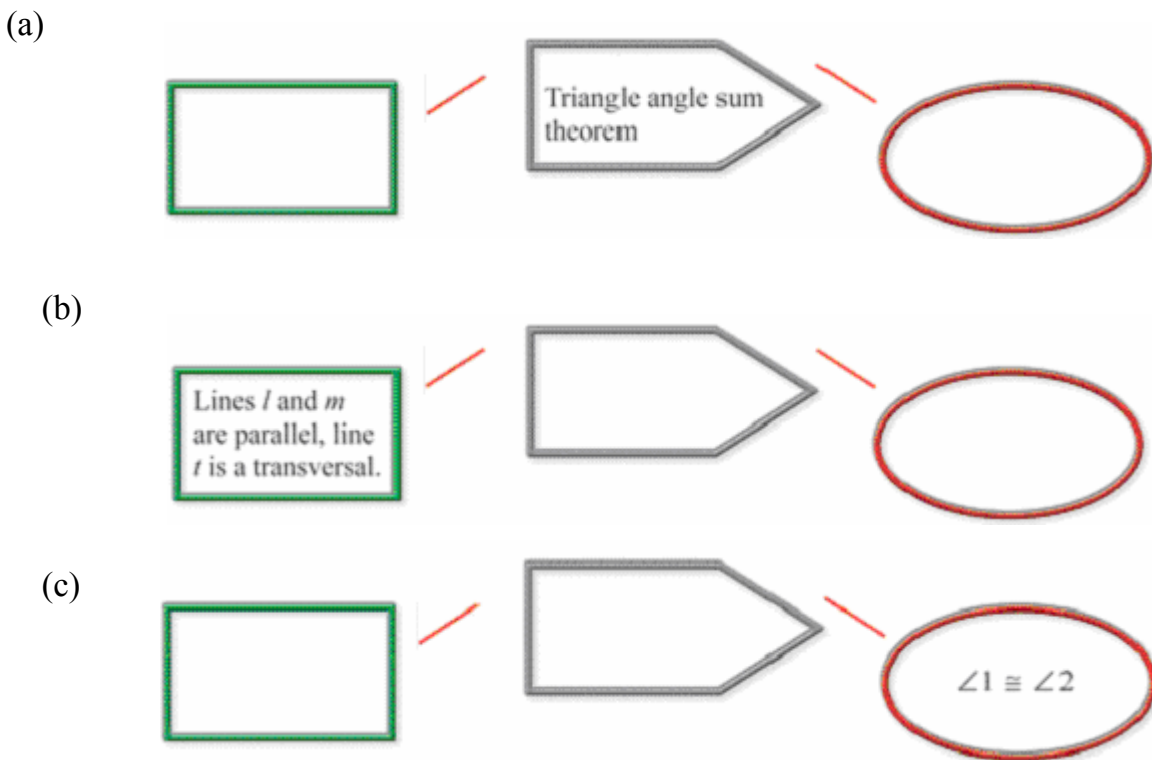 (a)
Triangle angle sum
theorem
(b)
Lines l and m
are parallel, line
t is a transversal.
(c)
∠1 ≅ ∠2